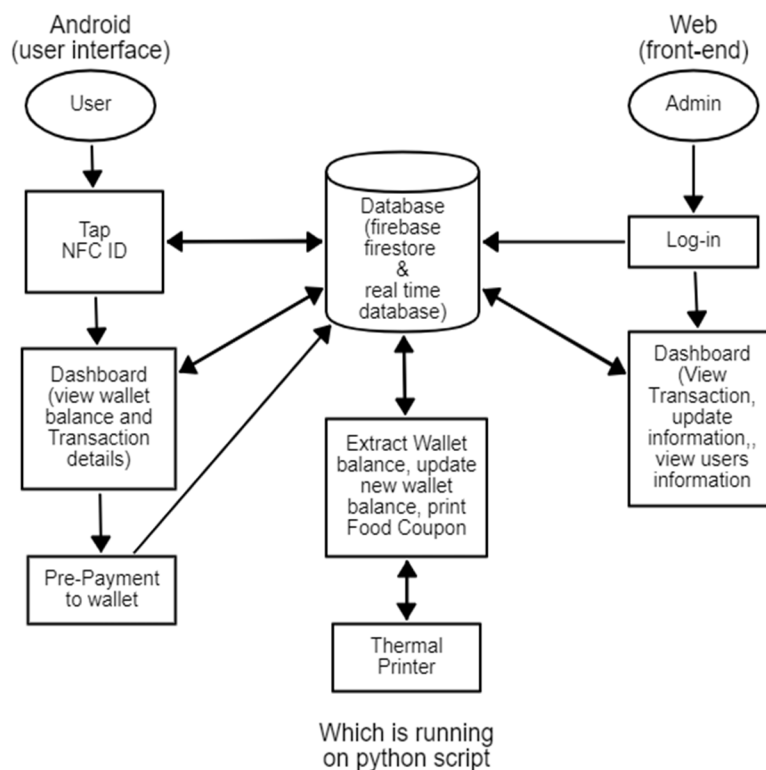 Android
(user interface)
User
Tap
NFC ID
Dashboard
(view wallet
balance and
Transaction
details)
Pre-Payment
to wallet
Database
(firebase
firestore
&
real time
database)
Extract Wallet
balance, update
new wallet
balance, print
Food Coupon
Thermal
Printer
Which is running
on python script
Web
(front-end)
Admin
Log-in
Dashboard
(View
Transaction,
update
information,,
view users
information